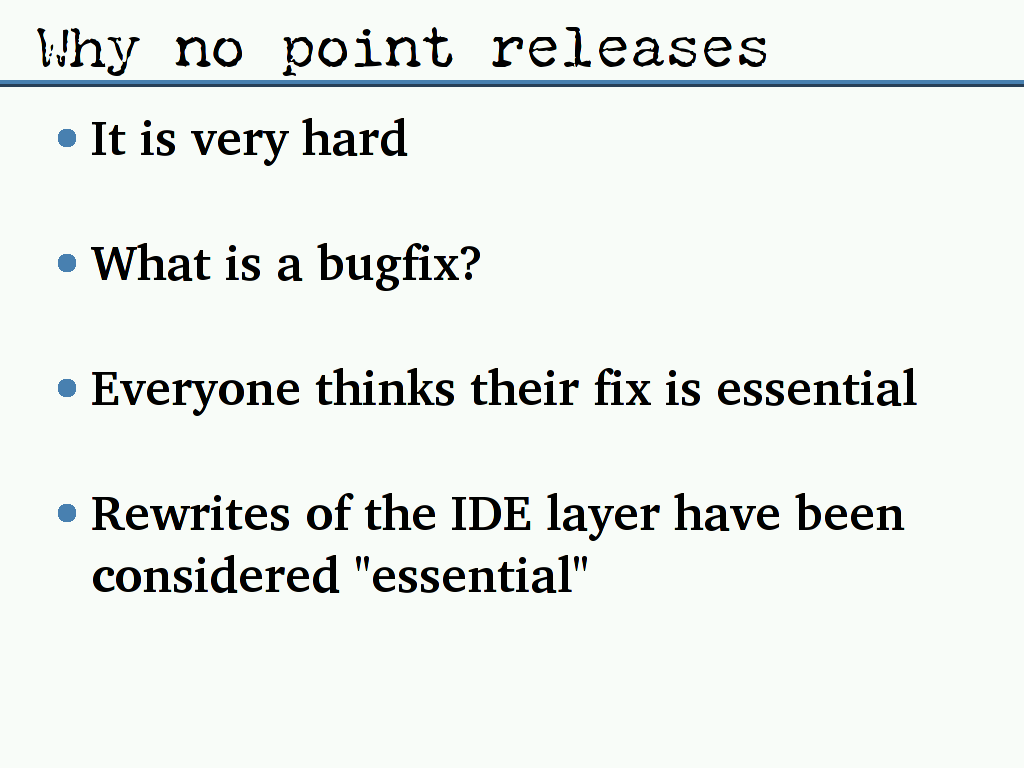 Why no point releases
It is very hard
What is a bugfix?
Everyone thinks their fix is essential
Rewrites of the IDE layer have been
considered "essential"